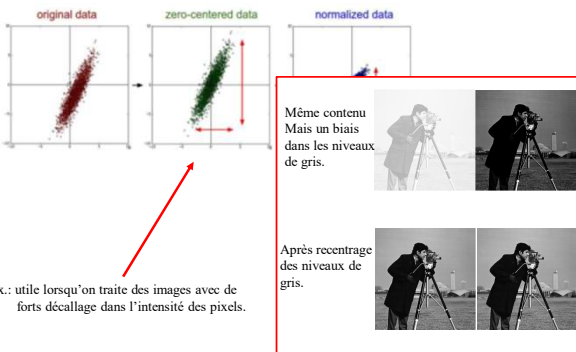 original data
zero-centered data
normalized data
Même contenu
Mais un biais
dans les niveaux
de gris.
Après recentrage
des niveaux de
gris.
x.: utile lorsqu'on traite des images avec de
forts décallage dans l'intensité des pixels.